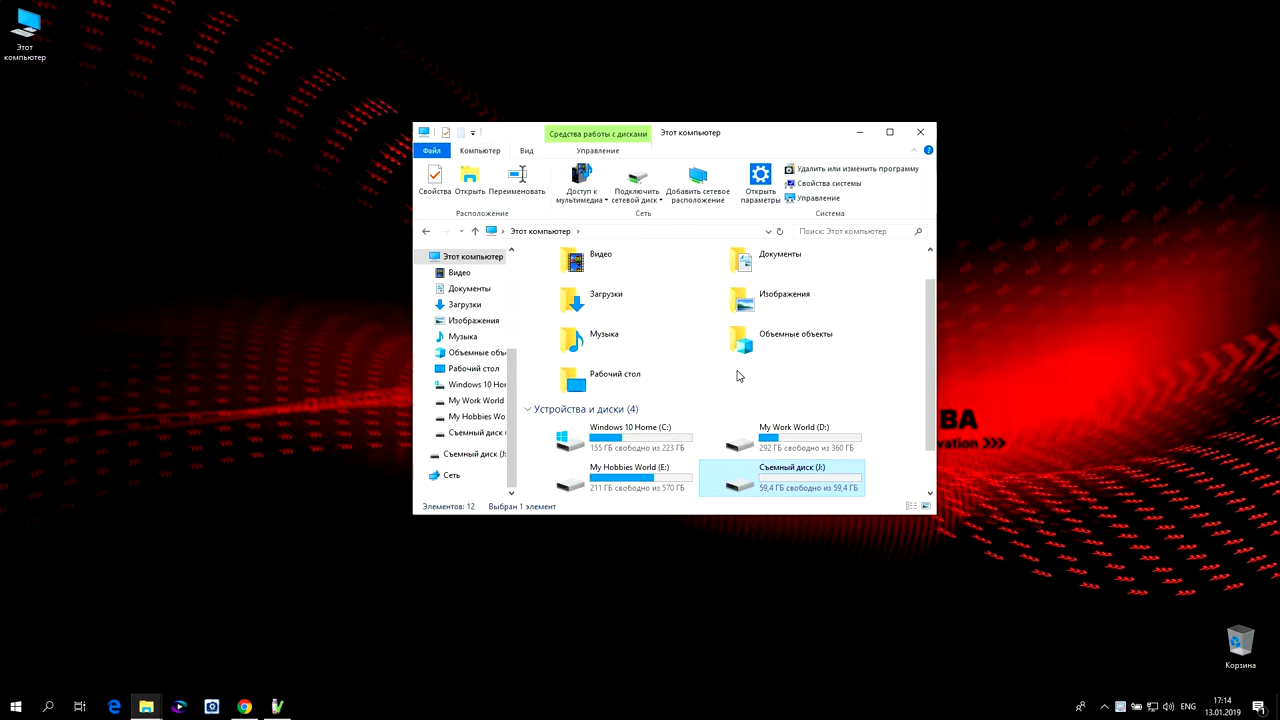 Этот
компьютер
Средства работы с дисками
Этот компьютер
Файл
Компьютер
Вид
Управление
Свойства
Открыть
Переименовать
Доступ к
мультимедиа
Подключить
сетевой диск
Добавить сетевое
расположение
Открыть
параметры
Удалить или изменить программу
Свойства системы
Управление
Расположение
Сеть
Система
Этот компьютер
Поиск: Этот компьютер
Этот компьютер
Видео
Документы
Загрузки
Изображения
Музыка
Объемные объ
Рабочий стол
Windows 10 Hor
My Work World
My Hobbies Wo
Съемный диск (
Съемный диск (J:
Сеть
Видео
Документы
Загрузки
Изображения
Музыка
Объемные объекты
Рабочий стол
Устройства и диски (4)
Windows 10 Home (C:)
155 ГБ свободно из 223 ГБ
My Work World (D:)
292 ГБ свободно из 360 ГБ
My Hobbies World (E:)
211 ГБ свободно из 570 ГБ
Съемный диск (J:)
59,4 ГБ свободно из 59,4 ГБ
Элементов: 12
Выбран 1 элемент
BA
vation >>>
Корзина
ENG
17:14
13.01.2019